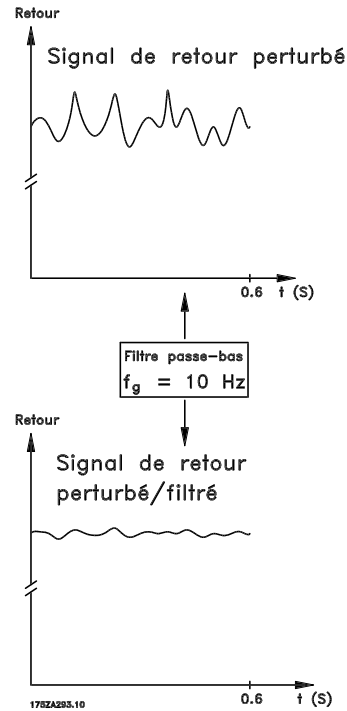 Retour
Signal de retour perturbé
0.6 t (S)
Filtre passe-bas
fg = 10 Hz
Retour
Signal de retour
perturbé/filtré
0.6 t (S)
175ZA293.10